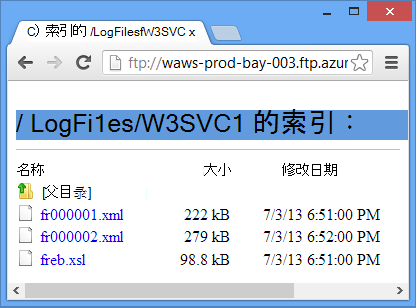 C) 索引的 /LogFilesfW3SVC x
ftp://waws-prod-bay-003.ftp.azur
/ LogFi1es/W3SVC1 的索引：
名称 大小 修改日期
[父目录]
fr000001.xml 222 kB 7/3/13 6:51:00 PM
fr000002.xml 279 kB 7/3/13 6:52:00 PM
freb.xsl 98.8 kB 7/3/13 6:51:00 PM